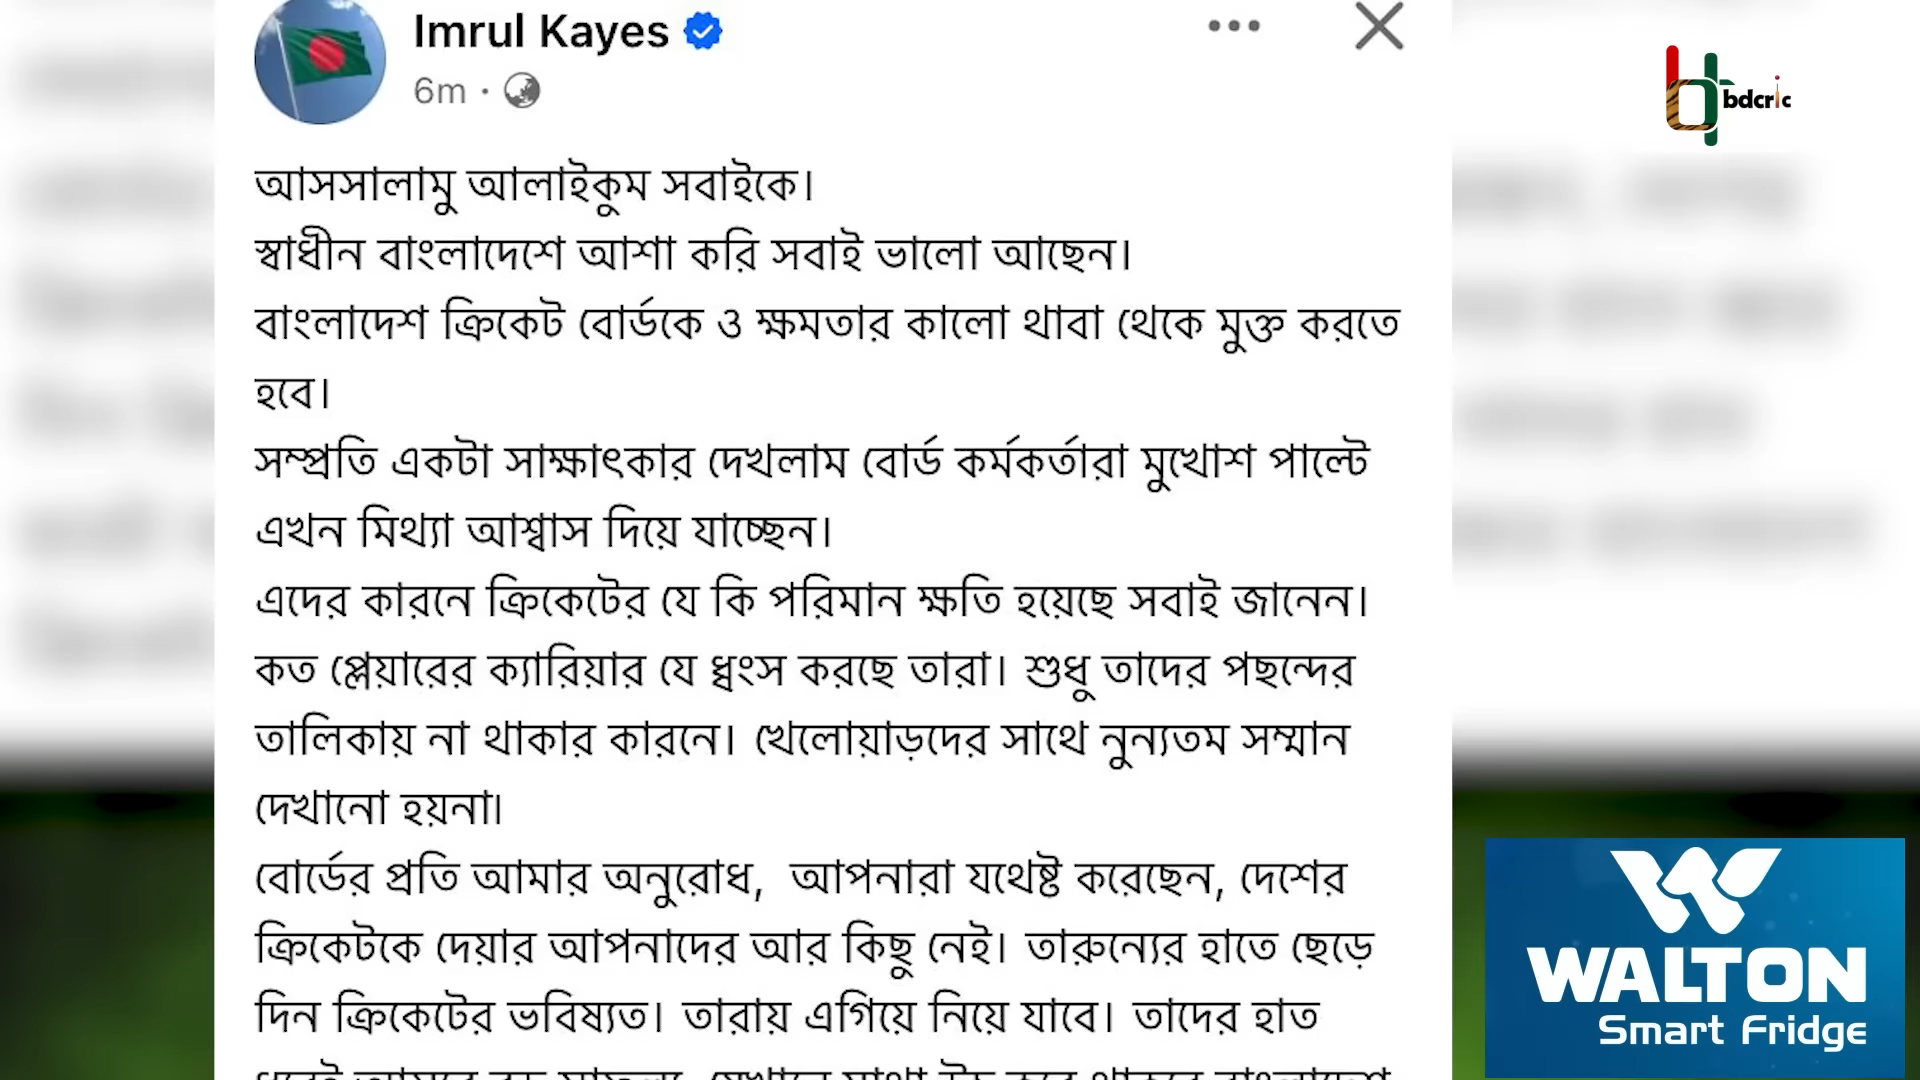 Imrul Kayes
6m
bdcric
আসসালামু আলাইকুম সবাইকে।
স্বাধীন বাংলাদেশে আশা করি সবাই ভালো আছেন।
বাংলাদেশ ক্রিকেট বোর্ডকে ও ক্ষমতার কালো থাবা থেকে মুক্ত করতে
হবে।
সম্প্রতি একটা সাক্ষাৎকার দেখলাম বোর্ড কর্মকর্তারা মুখোশ পাল্টে
এখন মিথ্যা আশ্বাস দিয়ে যাচ্ছেন।
এদের কারনে ক্রিকেটের যে কি পরিমান ক্ষতি হয়েছে সবাই জানেন।
কত প্লেয়ারের ক্যারিয়ার যে ধ্বংস করছে তারা। শুধু তাদের পছন্দের
তালিকায় না থাকার কারনে। খেলোয়াড়দের সাথে নুন্যতম সম্মান
দেখানো হয়না।
বোর্ডের প্রতি আমার অনুরোধ, আপনারা যথেষ্ট করেছেন, দেশের
ক্রিকেটকে দেয়ার আপনাদের আর কিছু নেই। তারুন্যের হাতে ছেড়ে
দিন ক্রিকেটের ভবিষ্যত। তারায় এগিয়ে নিয়ে যাবে। তাদের হাত
WALTON
Smart Fridge